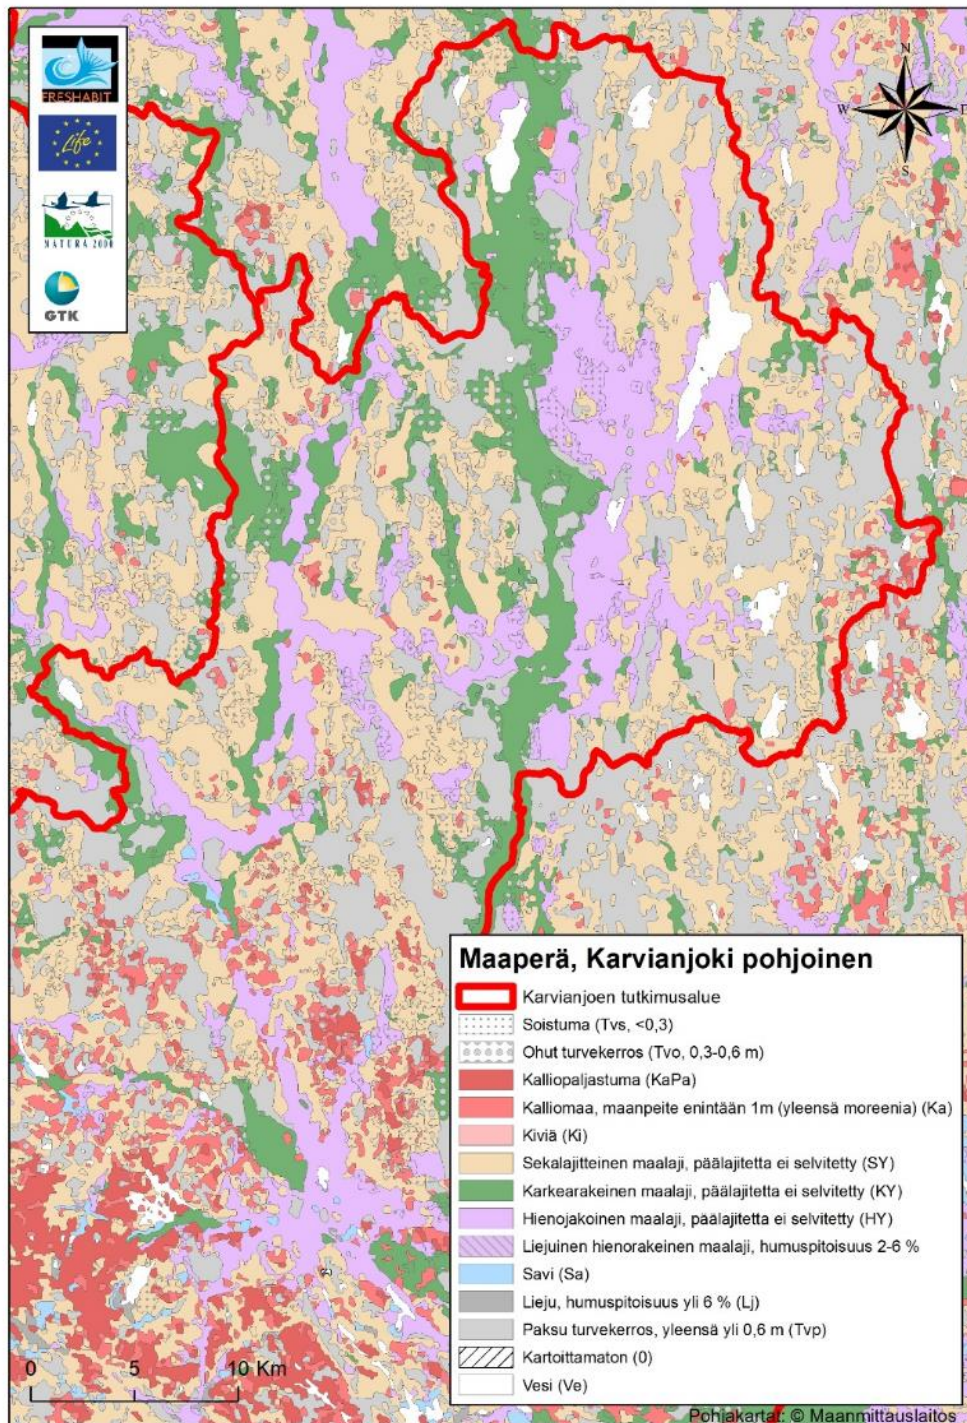 FRESHABIT
Life
NATURA 2000
GTK
N
W
E
S
Maaperä, Karvianjoki pohjoinen
Karvianjoen tutkimusalue
Soistuma (Tvs, <0,3)
Ohut turvekerros (Tvo, 0,3-0,6 m)
Kalliopaljastuma (KaPa)
Kalliomaa, maanpeite enintään 1m (yleensä moreenia) (Ka)
Kiviä (Ki)
Sekalajitteinen maalaji, päälajitetta ei selvitetty (SY)
Karkearakeinen maalaji, päälajitetta ei selvitetty (KY)
Hienojakoinen maalaji, päälajitetta ei selvitetty (HY)
Liejuinen hienorakeinen maalaji, humuspitoisuus 2-6 %
Savi (Sa)
Lieju, humuspitoisuus yli 6 % (Lj)
Paksu turvekerros, yleensä yli 0,6 m (Tvp)
Kartoittamaton (0)
Vesi (Ve)
0 5 10 Km
Pohjakartat: © Maanmittauslaitos